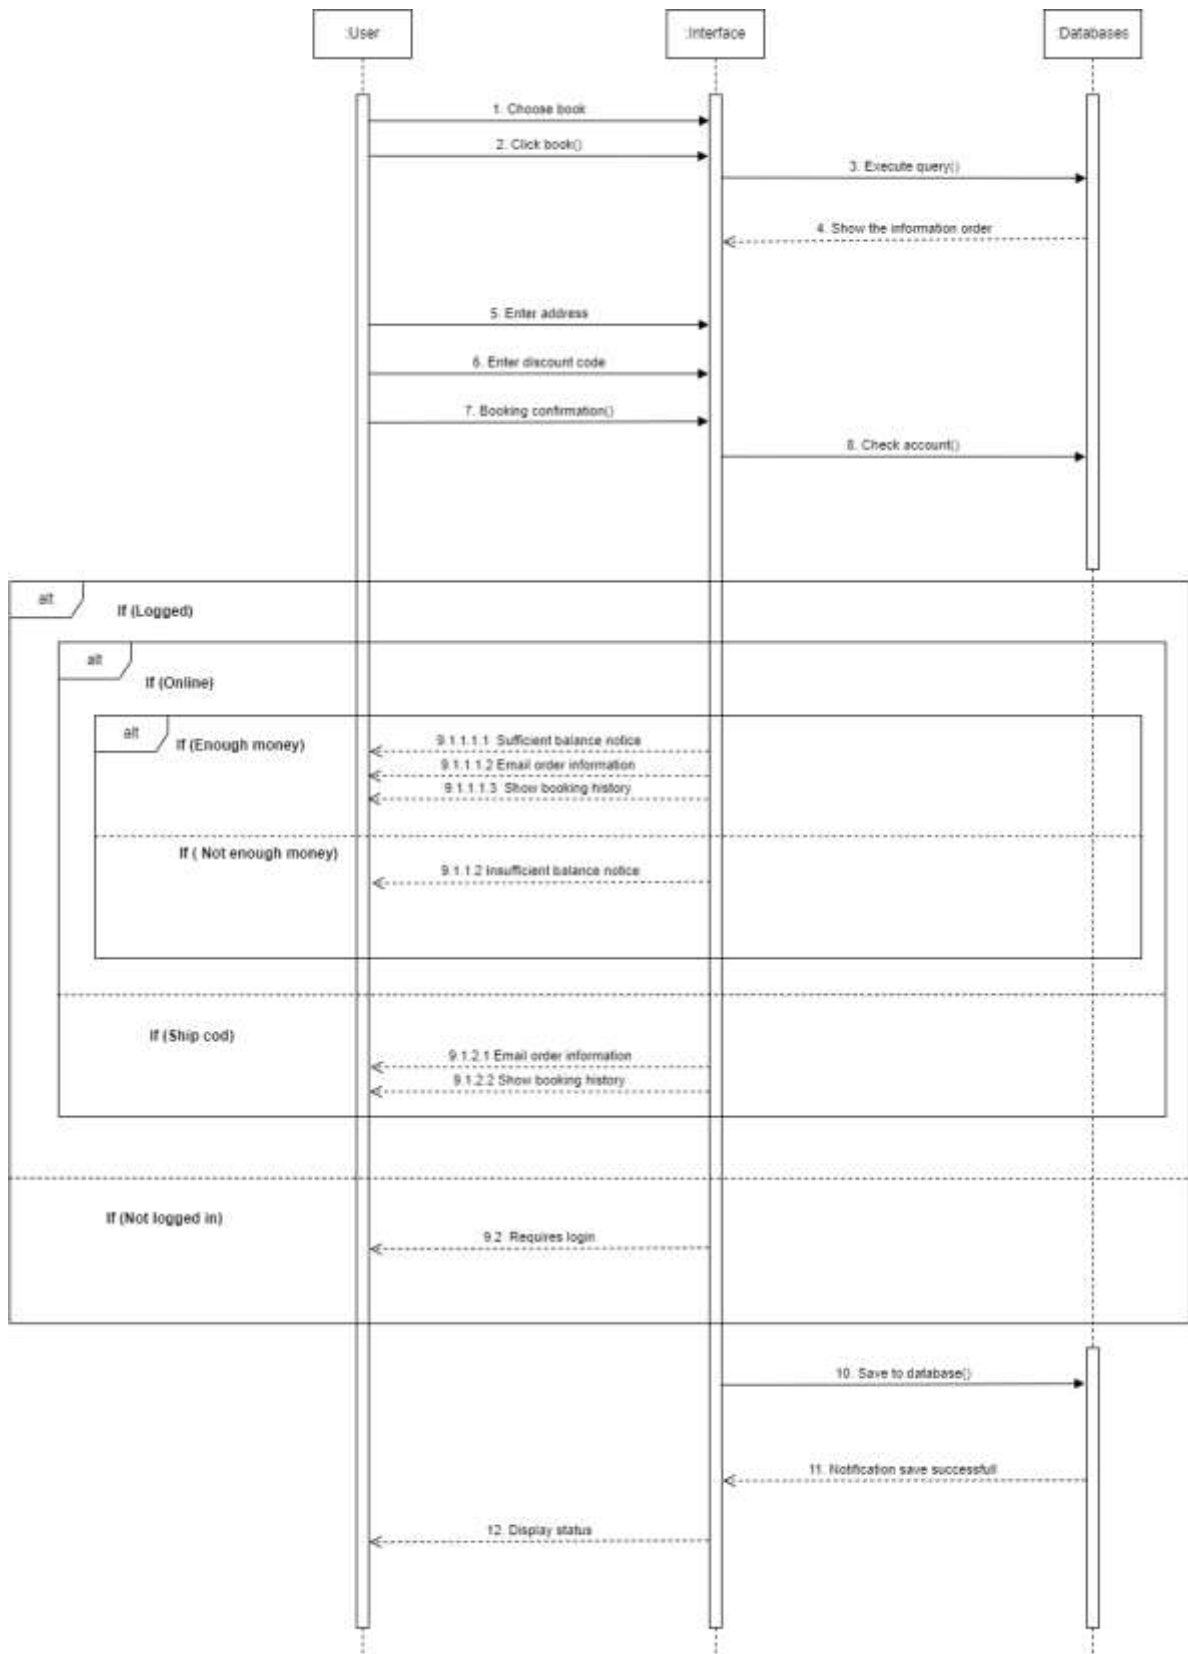 :User
:Interface
:Databases
1. Choose book
2. Click book()
3. Execute query()
4. Show the information order
5. Enter address
6. Enter discount code
7. Booking confirmation()
8. Check account()
alt
If (Logged)
alt
If (Online)
alt
If (Enough money)
9.1.1.1.1 Sufficient balance notice
9.1.1.1.2 Email order information
9.1.1.1.3 Show booking history
If ( Not enough money)
9.1.1.2 Insufficient balance notice
If (Ship cod)
9.1.2.1 Email order information
9.1.2.2 Show booking history
If (Not logged in)
9.2 Requires login
10. Save to database()
11. Notification save successfull
12. Display status